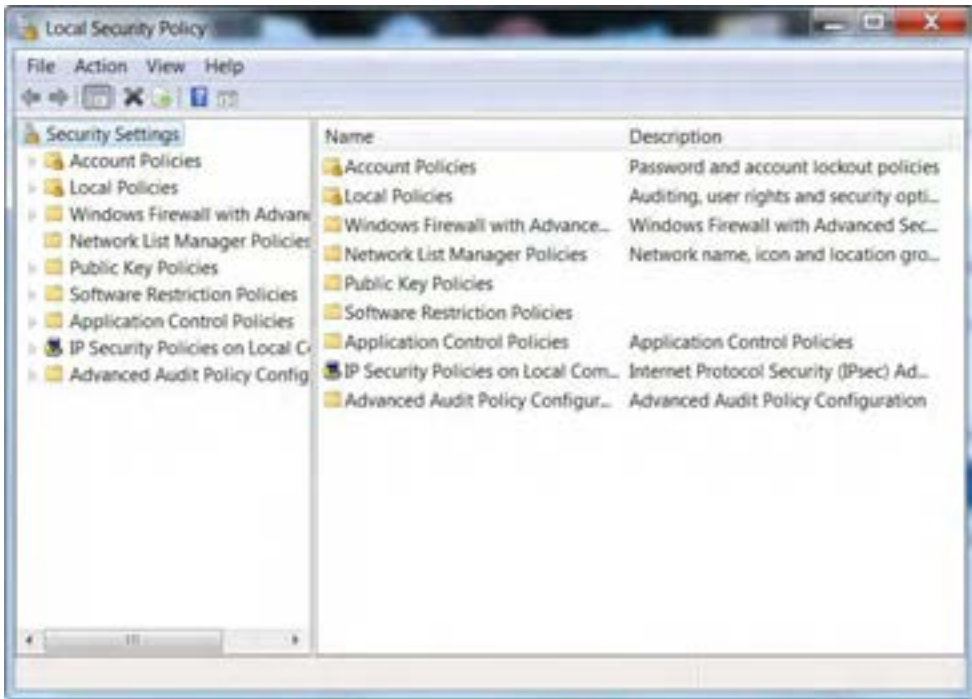 Local Security Policy
File Action View Help
Security Settings
Account Policies
Local Policies
Windows Firewall with Advan
Network List Manager Policies
Public Key Policies
Software Restriction Policies
Application Control Policies
IP Security Policies on Local C
Advanced Audit Policy Config
Name Description
Account Policies Password and account lockout policies
Local Policies Auditing, user rights and security opti...
Windows Firewall with Advance... Windows Firewall with Advanced Sec...
Network List Manager Policies Network name, icon and location gro...
Public Key Policies
Software Restriction Policies
Application Control Policies Application Control Policies
IP Security Policies on Local Com... Internet Protocol Security (IPsec) Ad...
Advanced Audit Policy Configur... Advanced Audit Policy Configuration